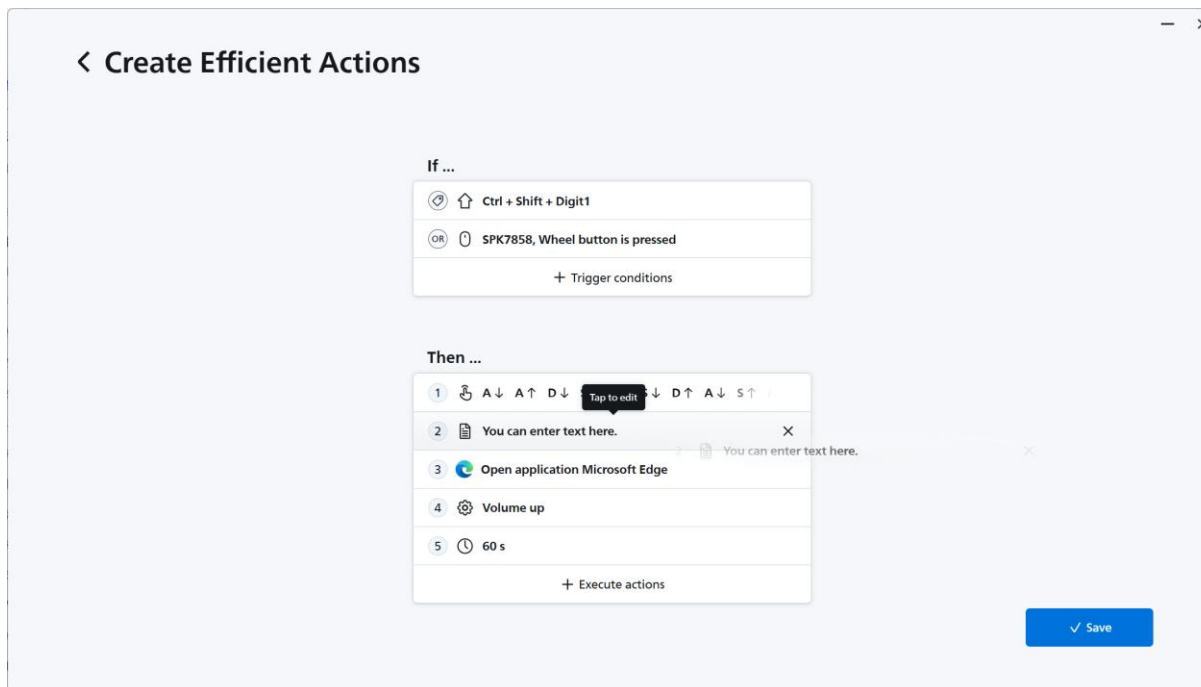 Create Efficient Actions
If ...
Ctrl + Shift + Digit1
OR SPK7858, Wheel button is pressed
+ Trigger conditions
Then ...
1 A↓ A↑ D↓ S↓ D↑ A↓ S↑
Tap to edit
2 You can enter text here.
2 You can enter text here.
3 Open application Microsoft Edge
4 Volume up
5 60 s
+ Execute actions
Save